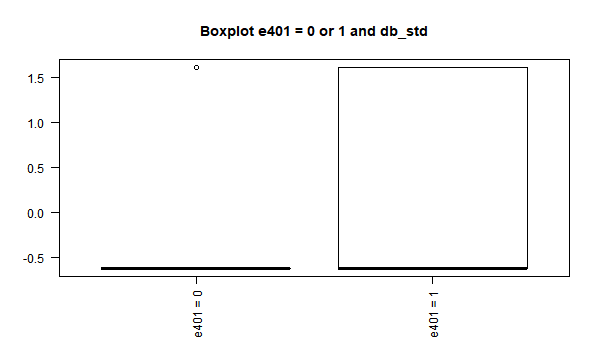 Boxplot e401 = 0 or 1 and db_std
1.5
1.0
0.5
0.0
-0.5
e401 = 0
e401 = 1